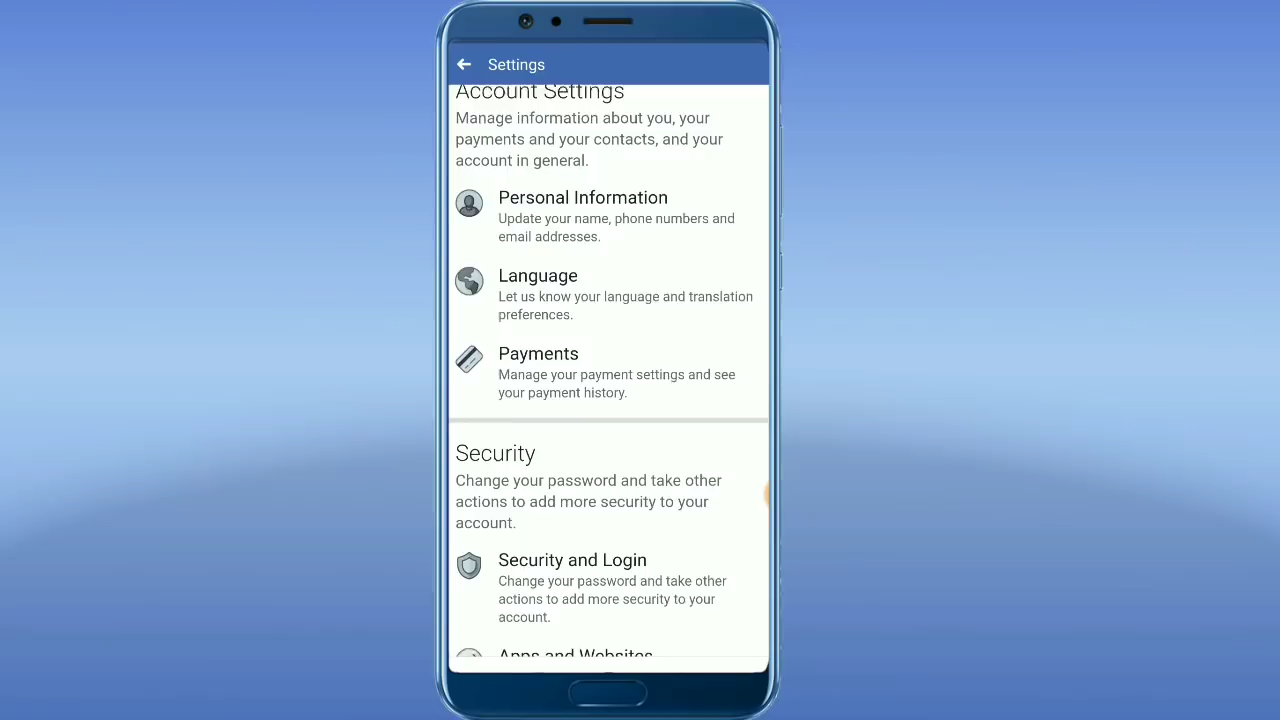 Settings
Account Settings
Manage information about you, your
payments and your contacts, and your
account in general.
Personal Information
Update your name, phone numbers and
email addresses.
Language
Let us know your language and translation
preferences.
Payments
Manage your payment settings and see
your payment history.
Security
Change your password and take other
actions to add more security to your
account.
Security and Login
Change your password and take other
actions to add more security to your
account.
Apps and Websites